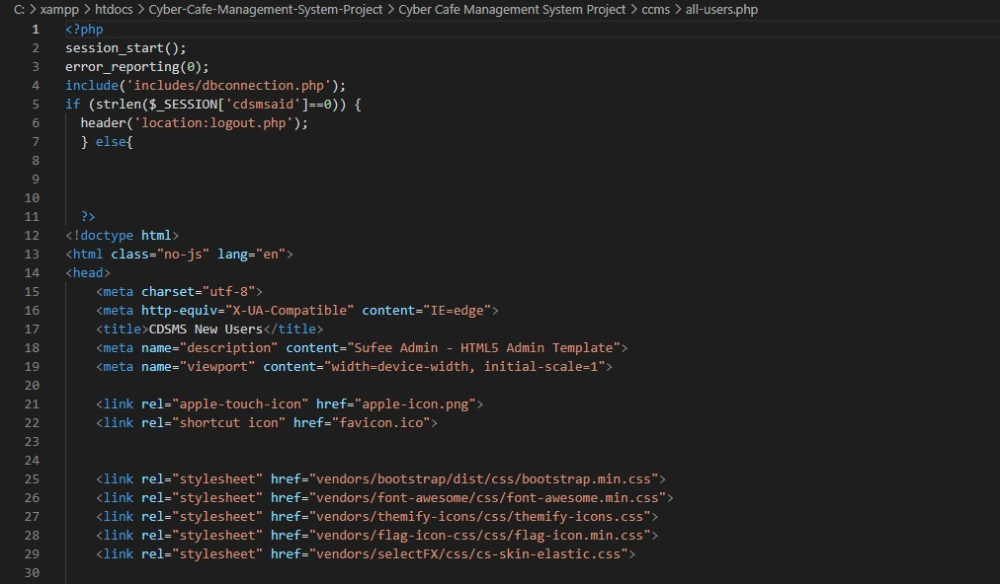 C: > xampp > htdocs > Cyber-Cafe-Management-System-Project > Cyber Cafe Management System Project > ccms > all-users.php
1 <?php
2 session_start();
3 error_reporting(0);
4 include('includes/dbconnection.php');
5 if (strlen($_SESSION['cdsmsaid']==0)) {
6   header('location:logout.php');
7   } else{
8
9
10
11   ?>
12 <!doctype html>
13 <html class="no-js" lang="en">
14 <head>
15     <meta charset="utf-8">
16     <meta http-equiv="X-UA-Compatible" content="IE=edge">
17     <title>CDSMS New Users</title>
18     <meta name="description" content="Sufee Admin - HTML5 Admin Template">
19     <meta name="viewport" content="width=device-width, initial-scale=1">
20
21     <link rel="apple-touch-icon" href="apple-icon.png">
22     <link rel="shortcut icon" href="favicon.ico">
23
24
25     <link rel="stylesheet" href="vendors/bootstrap/dist/css/bootstrap.min.css">
26     <link rel="stylesheet" href="vendors/font-awesome/css/font-awesome.min.css">
27     <link rel="stylesheet" href="vendors/themify-icons/css/themify-icons.css">
28     <link rel="stylesheet" href="vendors/flag-icon-css/css/flag-icon.min.css">
29     <link rel="stylesheet" href="vendors/selectFX/css/cs-skin-elastic.css">
30